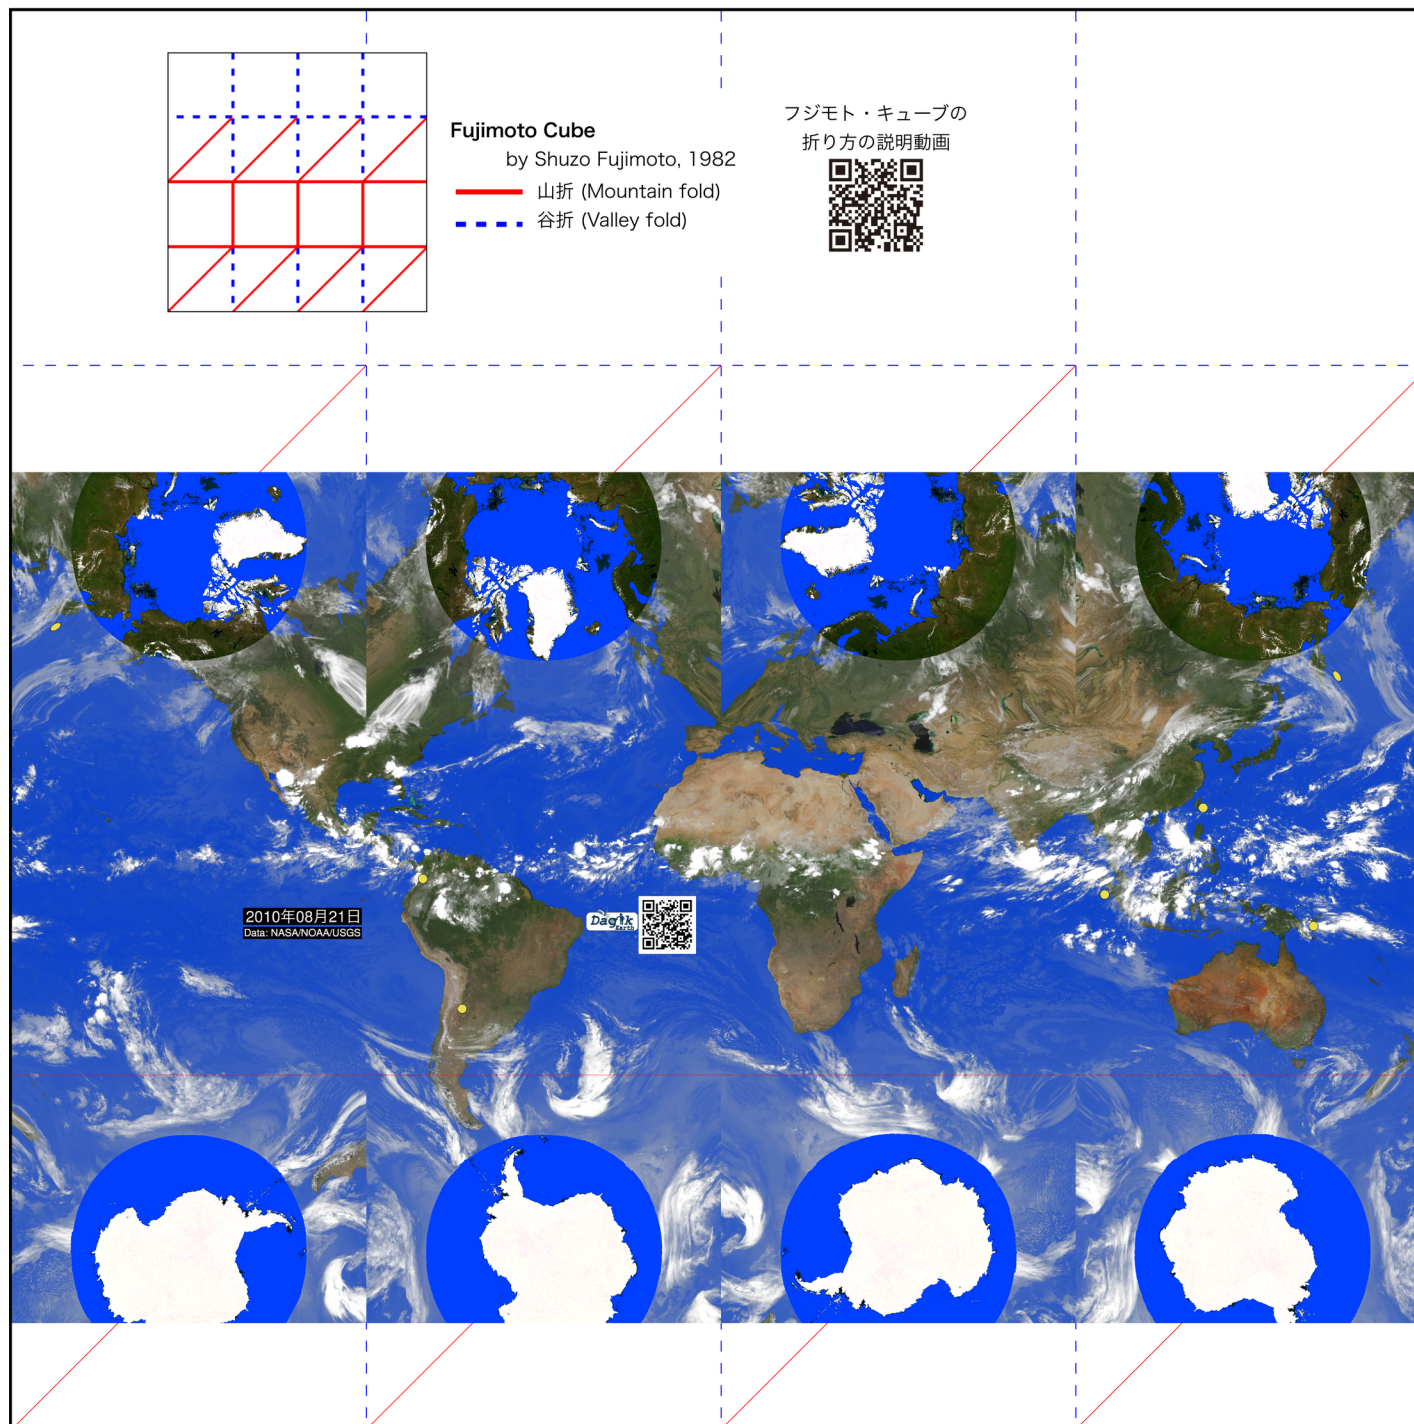 Fujimoto Cube
by Shuzo Fujimoto, 1982
山折 (Mountain fold)
谷折 (Valley fold)
フジモト・キューブの
折り方の説明動画
2010年08月21日
Data: NASA/NOAA/USGS
Dagik
Earth